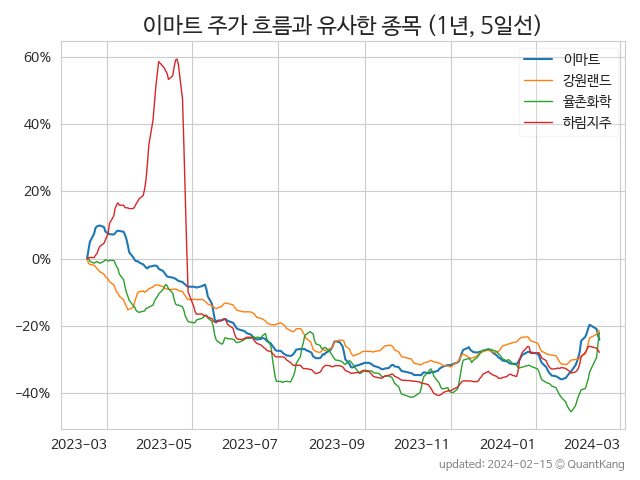 이마트 주가 흐름과 유사한 종목 (1년, 5일선)
60%
40%
20%
0%
−20%
−40%
이마트
강원랜드
율촌화학
하림지주
2023-03 2023-05 2023-07 2023-09 2023-11 2024-01 2024-03
updated: 2024-02-15 © QuantKang